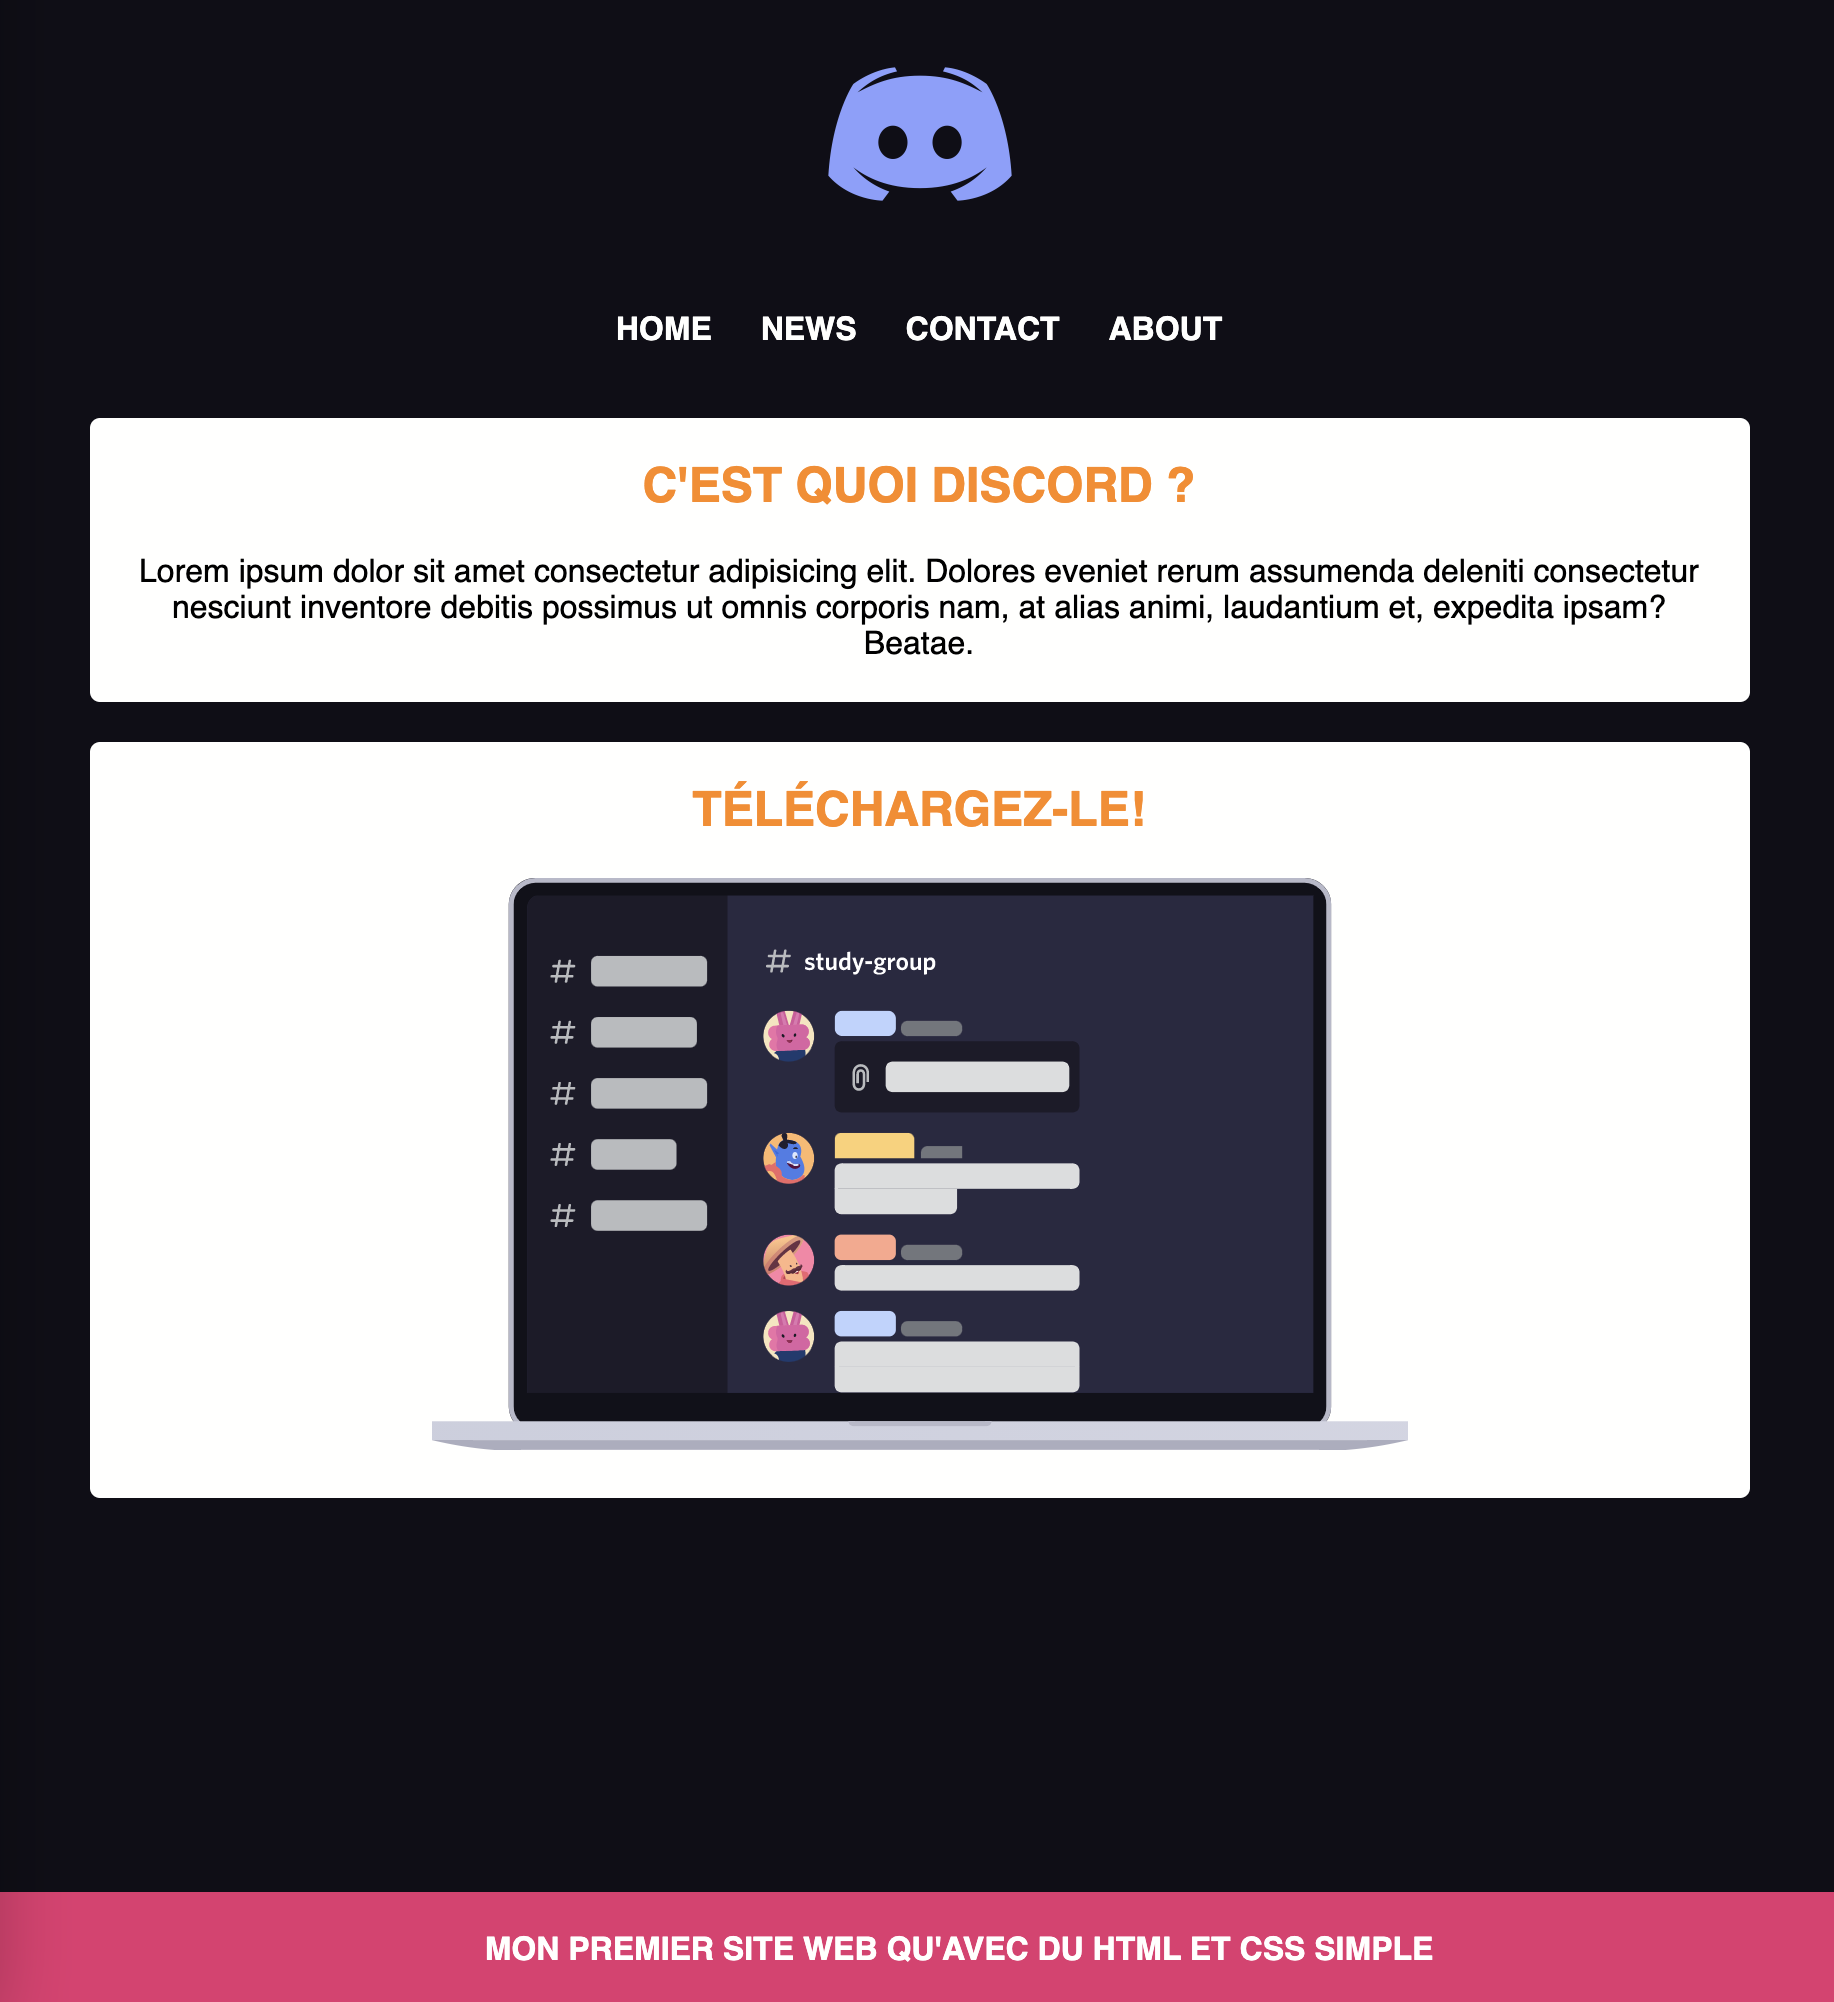 HOME NEWS CONTACT ABOUT
C'EST QUOI DISCORD ?
Lorem ipsum dolor sit amet consectetur adipisicing elit. Dolores eveniet rerum assumenda deleniti consectetur
nesciunt inventore debitis possimus ut omnis corporis nam, at alias animi, laudantium et, expedita ipsam?
Beatae.
TÉLÉCHARGEZ-LE!
# study-group
#
#
#
#
#
MON PREMIER SITE WEB QU'AVEC DU HTML ET CSS SIMPLE